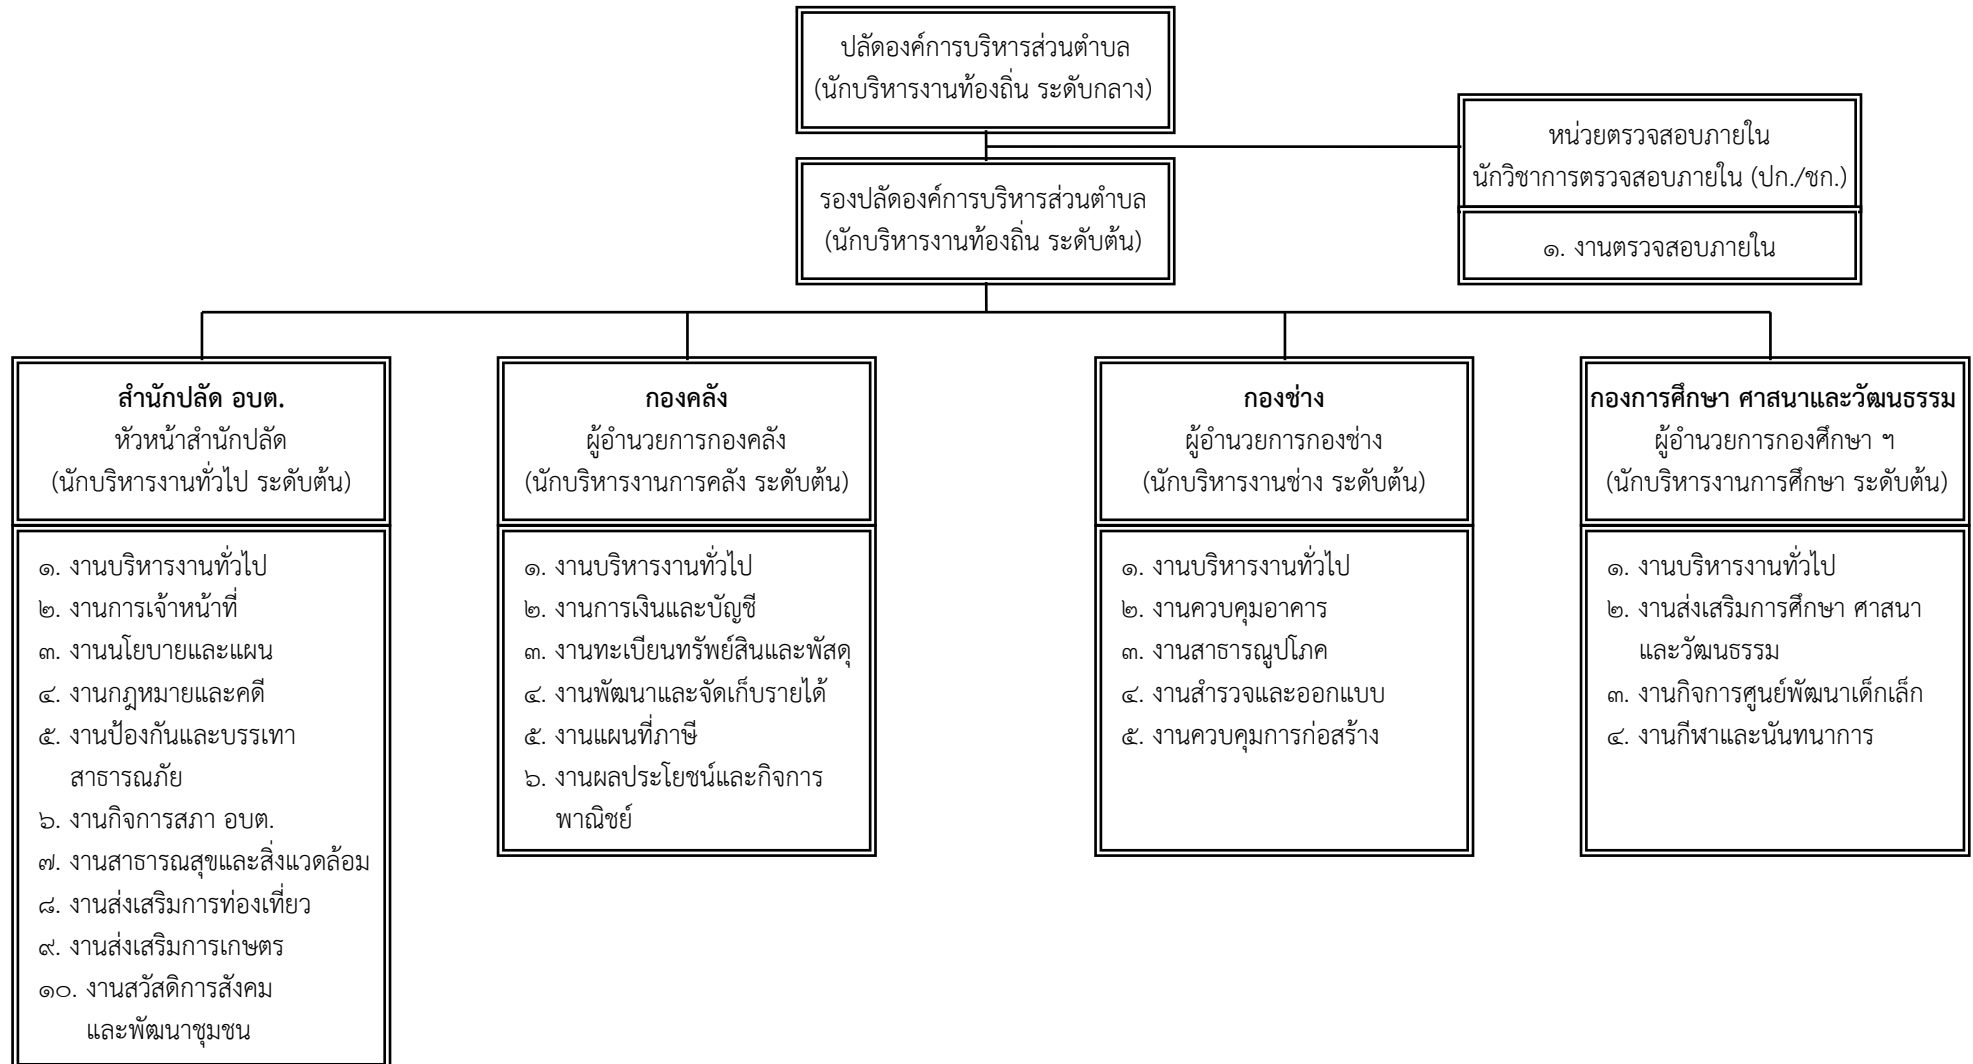 ปลัดองค์การบริหารส่วนตำบล
(นักบริหารงานท้องถิ่น ระดับกลาง)
หน่วยตรวจสอบภายใน
นักวิชาการตรวจสอบภายใน (ปก./ชก.)
๑. งานตรวจสอบภายใน
รองปลัดองค์การบริหารส่วนตำบล
(นักบริหารงานท้องถิ่น ระดับต้น)
สำนักปลัด อบต.
หัวหน้าสำนักปลัด
(นักบริหารงานทั่วไป ระดับต้น)
๑. งานบริหารงานทั่วไป
๒. งานการเจ้าหน้าที่
๓. งานนโยบายและแผน
๔. งานกฎหมายและคดี
๕. งานป้องกันและบรรเทา
สาธารณภัย
๖. งานกิจการสภา อบต.
๗. งานสาธารณสุขและสิ่งแวดล้อม
๘. งานส่งเสริมการท่องเที่ยว
๙. งานส่งเสริมการเกษตร
๑๐. งานสวัสดิการสังคม
และพัฒนาชุมชน
กองคลัง
ผู้อำนวยการกองคลัง
(นักบริหารงานการคลัง ระดับต้น)
๑. งานบริหารงานทั่วไป
๒. งานการเงินและบัญชี
๓. งานทะเบียนทรัพย์สินและพัสดุ
๔. งานพัฒนาและจัดเก็บรายได้
๕. งานแผนที่ภาษี
๖. งานผลประโยชน์และกิจการ
พาณิชย์
กองช่าง
ผู้อำนวยการกองช่าง
(นักบริหารงานช่าง ระดับต้น)
๑. งานบริหารงานทั่วไป
๒. งานควบคุมอาคาร
๓. งานสาธารณูปโภค
๔. งานสำรวจและออกแบบ
๕. งานควบคุมการก่อสร้าง
กองการศึกษา ศาสนาและวัฒนธรรม
ผู้อำนวยการกองศึกษา ฯ
(นักบริหารงานการศึกษา ระดับต้น)
๑. งานบริหารงานทั่วไป
๒. งานส่งเสริมการศึกษา ศาสนา
และวัฒนธรรม
๓. งานกิจการศูนย์พัฒนาเด็กเล็ก
๔. งานกีฬาและนันทนาการ